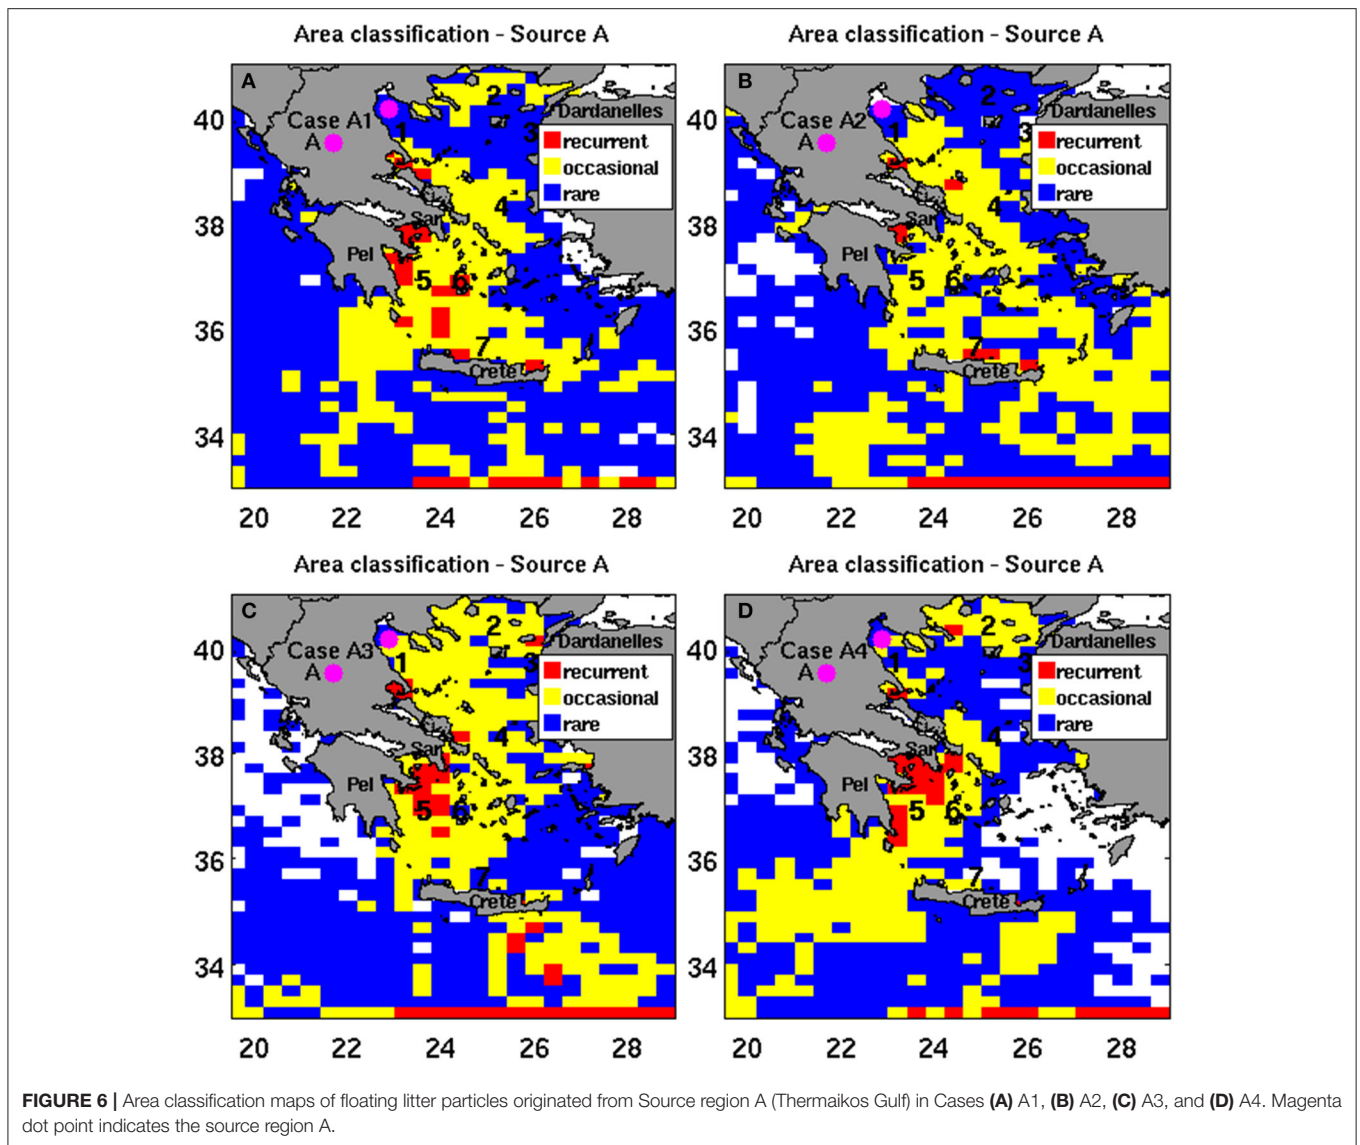 Area classification - Source A
A
40
38
36
34
20 22 24 26 28
Case A1
A
1
2
3
4
5
6
7
Dardanelles
Sar
Pel
Crete
recurrent
occasional
rare
Area classification - Source A
B
40
38
36
34
20 22 24 26 28
Case A2
A
1
2
3
4
5
6
7
Dardanelles
Sar
Pel
Crete
recurrent
occasional
rare
Area classification - Source A
C
40
38
36
34
20 22 24 26 28
Case A3
A
1
2
3
4
5
6
7
Dardanelles
Sar
Pel
Crete
recurrent
occasional
rare
Area classification - Source A
D
40
38
36
34
20 22 24 26 28
Case A4
A
1
2
3
4
5
6
7
Dardanelles
Sar
Pel
Crete
recurrent
occasional
rare
FIGURE 6 | Area classification maps of floating litter particles originated from Source region A (Thermaikos Gulf) in Cases (A) A1, (B) A2, (C) A3, and (D) A4. Magenta
dot point indicates the source region A.